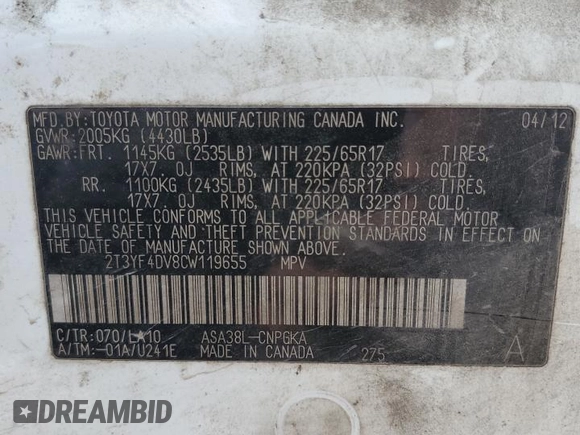 MFD. BY: TOYOTA MOTOR MANUFACTURING CANADA INC. 04/12
GVWR: 2005KG (4430LB)
GAWR: FRT. 1145KG (2535LB) WITH 225/65R17 TIRES,
17X7. 0J RIMS, AT 220KPA (32PSI) COLD.
RR. 1100KG (2435LB) WITH 225/65R17 TIRES,
17X7. 0J RIMS, AT 220KPA (32PSI) COLD.
THIS VEHICLE CONFORMS TO ALL APPLICABLE FEDERAL MOTOR
VEHICLE SAFETY AND THEFT PREVENTION STANDARDS IN EFFECT ON
THE DATE OF MANUFACTURE SHOWN ABOVE.
2T3YF4DV8CW119655 MPV
C/TR: 070/LA10 ASA38L-CNPGKA
A/TM: -01A/U241E MADE IN CANADA 275 A
DREAMBID